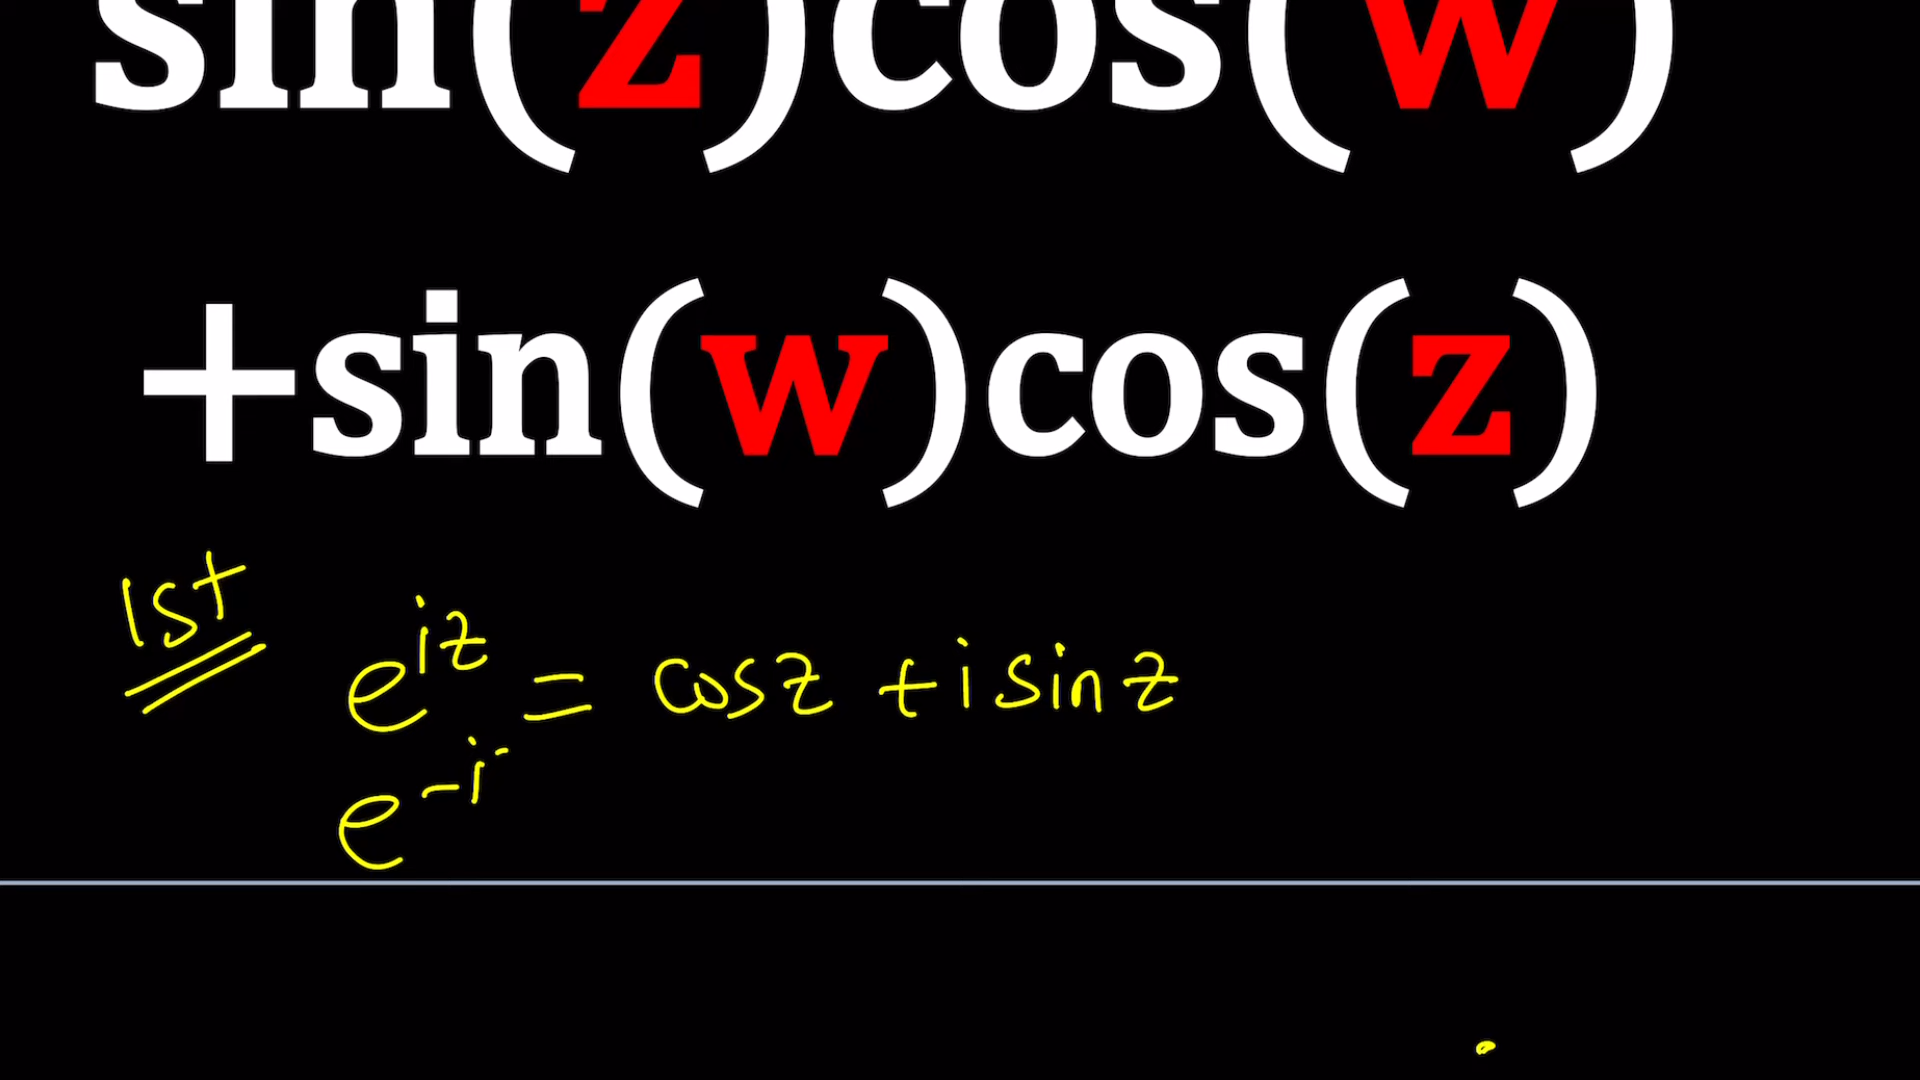 sin(z)cos(w)
+sin(w)cos(z)
1st
e^{iz} = cos z + i sin z
e^{-i